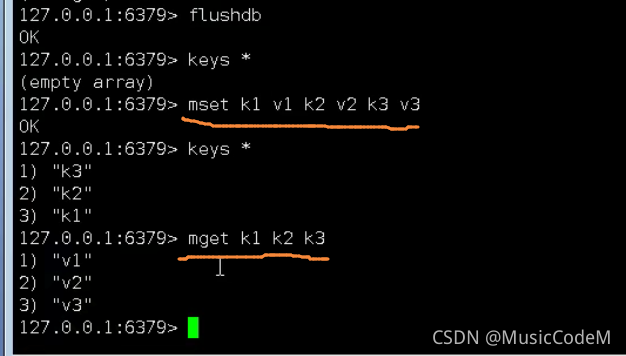 127.0.0.1:6379> flushdb
OK
127.0.0.1:6379> keys *
(empty array)
127.0.0.1:6379> mset k1 v1 k2 v2 k3 v3
OK
127.0.0.1:6379> keys *
1) "k3"
2) "k2"
3) "k1"
127.0.0.1:6379> mget k1 k2 k3
1) "v1"
2) "v2"
3) "v3"
127.0.0.1:6379>
CSDN @MusicCodeM